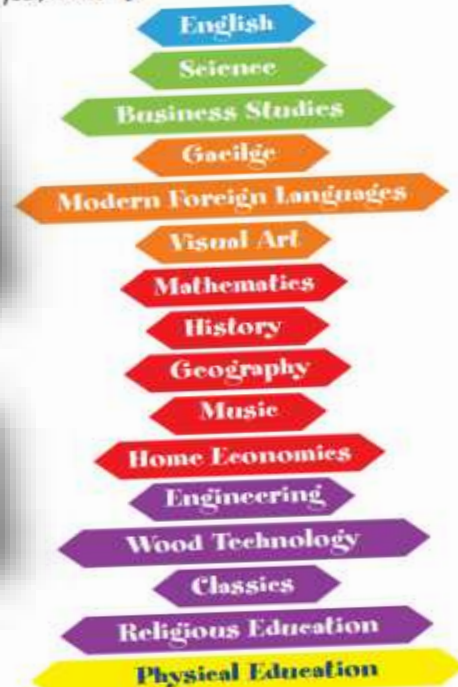 English
Science
Business Studies
Gaeilge
Modern Foreign Languages
Visual Art
Mathematics
History
Geography
Music
Home Economics
Engineering
Wood Technology
Classics
Religious Education
Physical Education